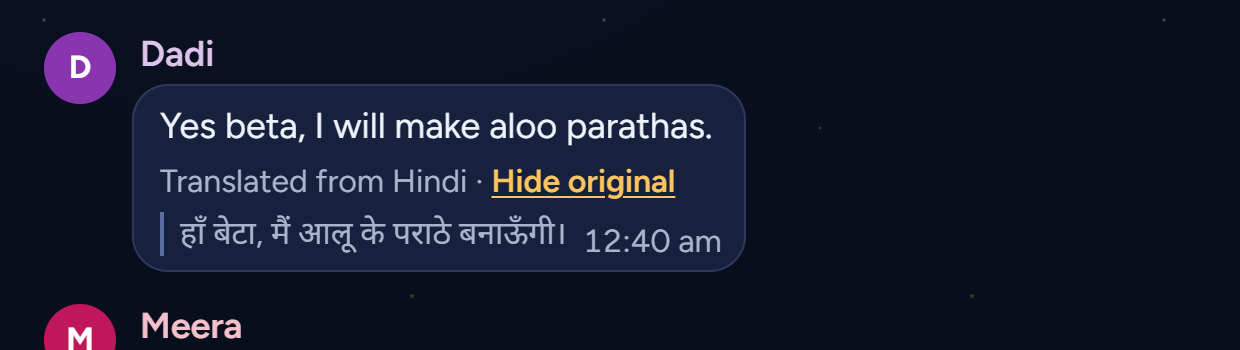 D
Dadi
Yes beta, I will make aloo parathas.
Translated from Hindi · Hide original
हाँ बेटा, मैं आलू के पराठे बनाऊँगी। 12:40 am
M
Meera